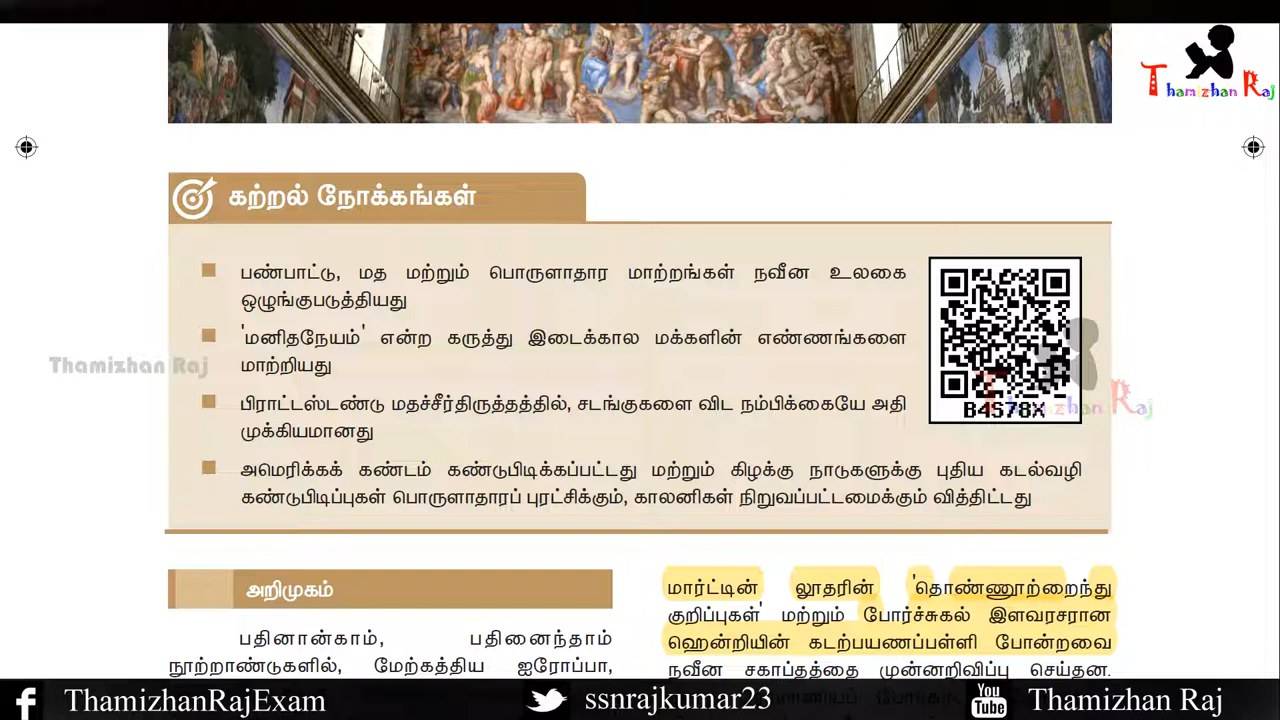 Thamizhan Raj
கற்றல் நோக்கங்கள்
பண்பாட்டு, மத மற்றும் பொருளாதார மாற்றங்கள் நவீன உலகை
ஒழுங்குபடுத்தியது
'மனிதநேயம்' என்ற கருத்து இடைக்கால மக்களின் எண்ணங்களை
மாற்றியது
பிராட்டஸ்டண்டு மதச்சீர்திருத்தத்தில், சடங்குகளை விட நம்பிக்கையே அதி
முக்கியமானது
B4578X
Thamizhan Raj
Thamizhan Raj
அமெரிக்கக் கண்டம் கண்டுபிடிக்கப்பட்டது மற்றும் கிழக்கு நாடுகளுக்கு புதிய கடல்வழி
கண்டுபிடிப்புகள் பொருளாதாரப் புரட்சிக்கும், காலனிகள் நிறுவப்பட்டமைக்கும் வித்திட்டது
அறிமுகம்
பதினான்காம், பதினைந்தாம்
நூற்றாண்டுகளில், மேற்கத்திய ஐரோப்பா,
மார்ட்டின் லூதரின் 'தொண்ணூற்றைந்து
குறிப்புகள்' மற்றும் போர்ச்சுகல் இளவரசரான
ஹென்றியின் கடற்பயணப்பள்ளி போன்றவை
நவீன சகாப்தத்தை முன்னறிவிப்பு செய்தன.
ThamizhanRajExam
ssnrajkumar23
You Tube
Thamizhan Raj